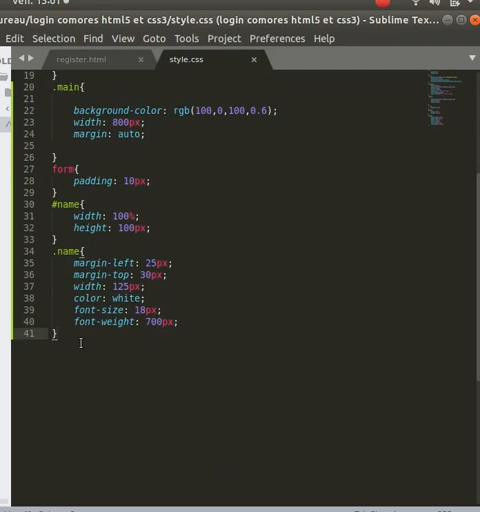 ven. 15:01
ureau/login comores html5 et css3/style.css (login comores html5 et css3) - Sublime Tex...
Edit Selection Find View Goto Tools Project Preferences Help
OLD
register.html × style.css ×
19 }
20 .main{
21
22 background-color: rgb(100,0,100,0.6);
23 width: 800px;
24 margin: auto;
25
26 }
27 form{
28 padding: 10px;
29 }
30 #name{
31 width: 100%;
32 height: 100px;
33 }
34 .name{
35 margin-left: 25px;
36 margin-top: 30px;
37 width: 125px;
38 color: white;
39 font-size: 18px;
40 font-weight: 700px;
41 }